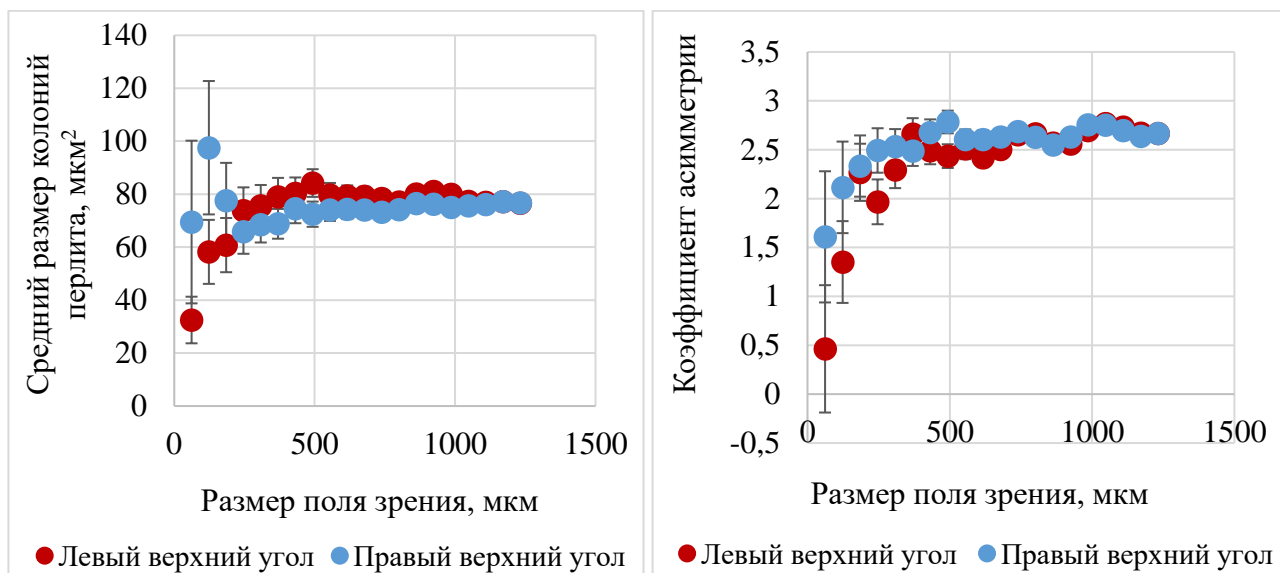 140
120
100
80
60
40
20
0
Средний размер колоний
перлита, мкм²
0 500 1000 1500
Размер поля зрения, мкм
Левый верхний угол Правый верхний угол
3,5
3
2,5
2
1,5
1
0,5
0
-0,5
Коэффициент асимметрии
0 500 1000 1500
Размер поля зрения, мкм
Левый верхний угол Правый верхний угол